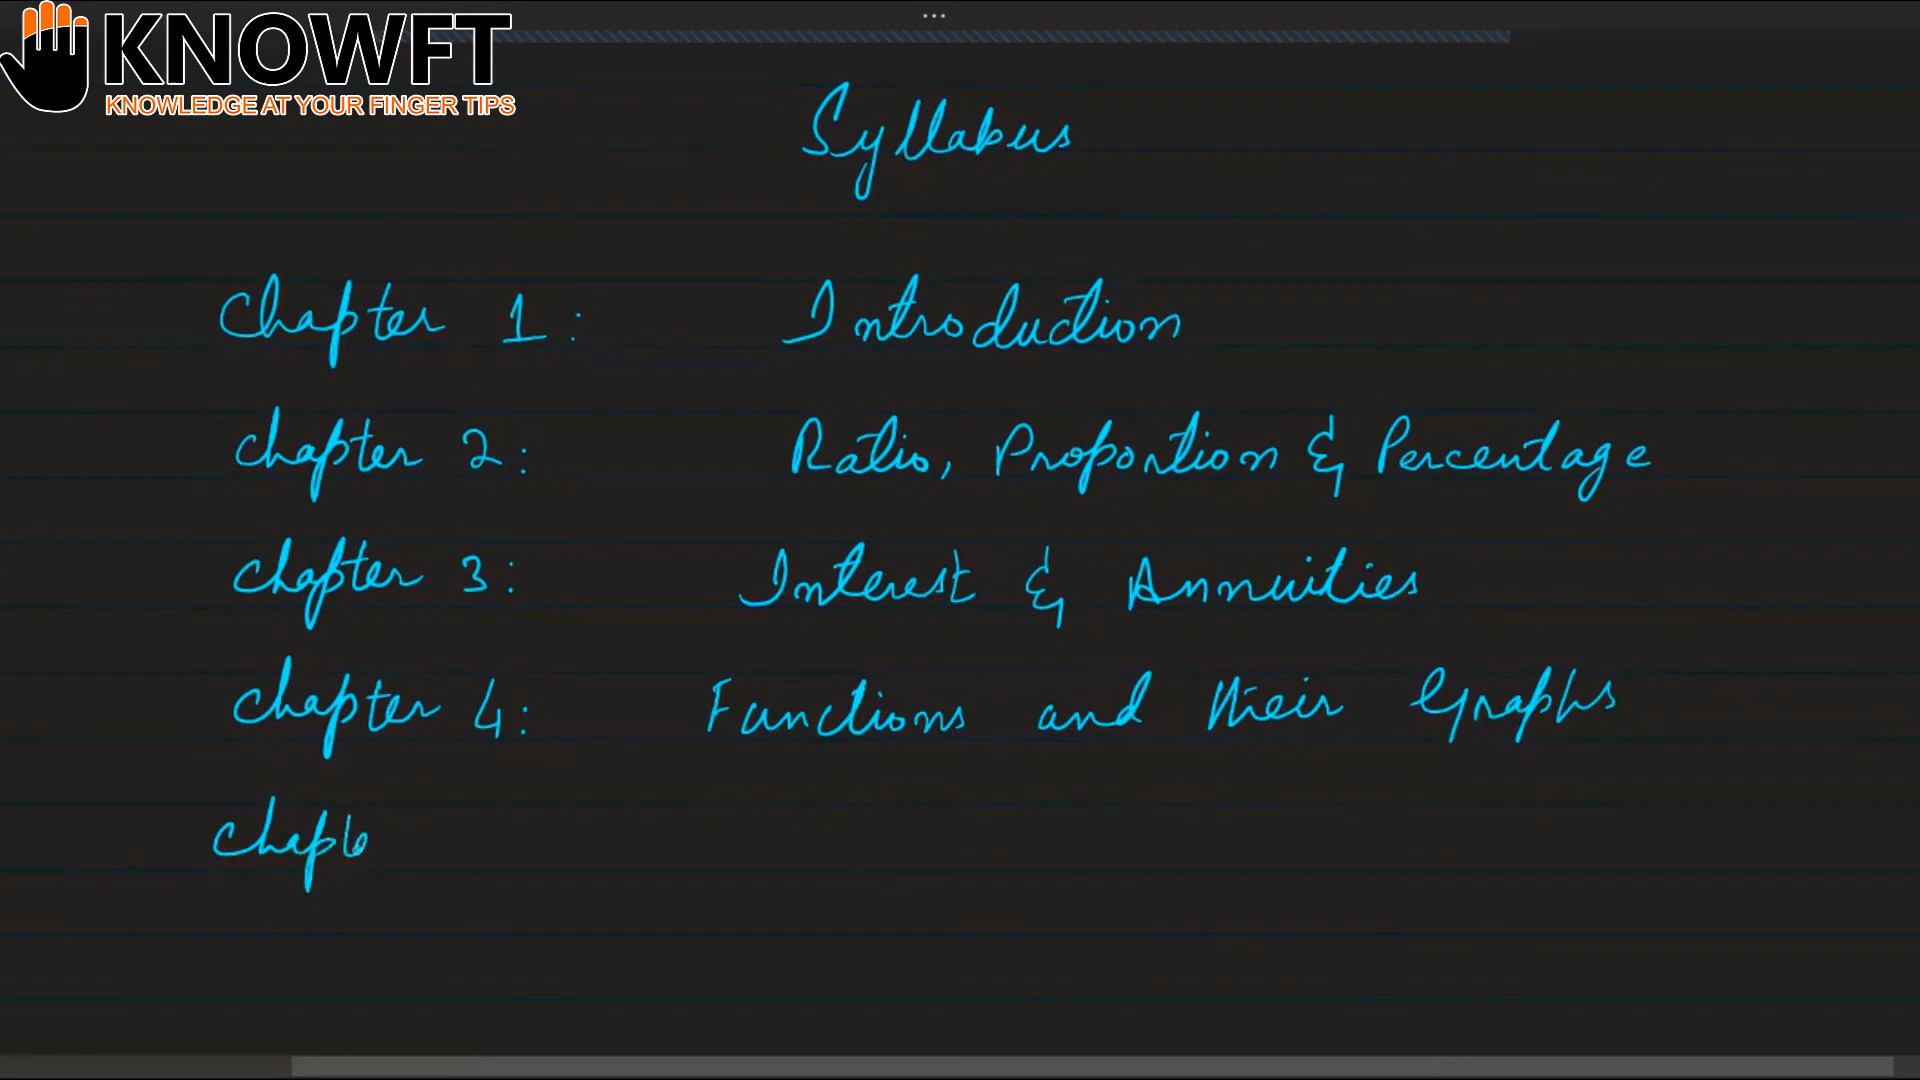 KNOWFT
KNOWLEDGE AT YOUR FINGER TIPS
Syllabus
Chapter 1: Introduction
Chapter 2: Ratio, Proportion & Percentage
Chapter 3: Interest & Annuities
Chapter 4: Functions and their Graphs
Chapte